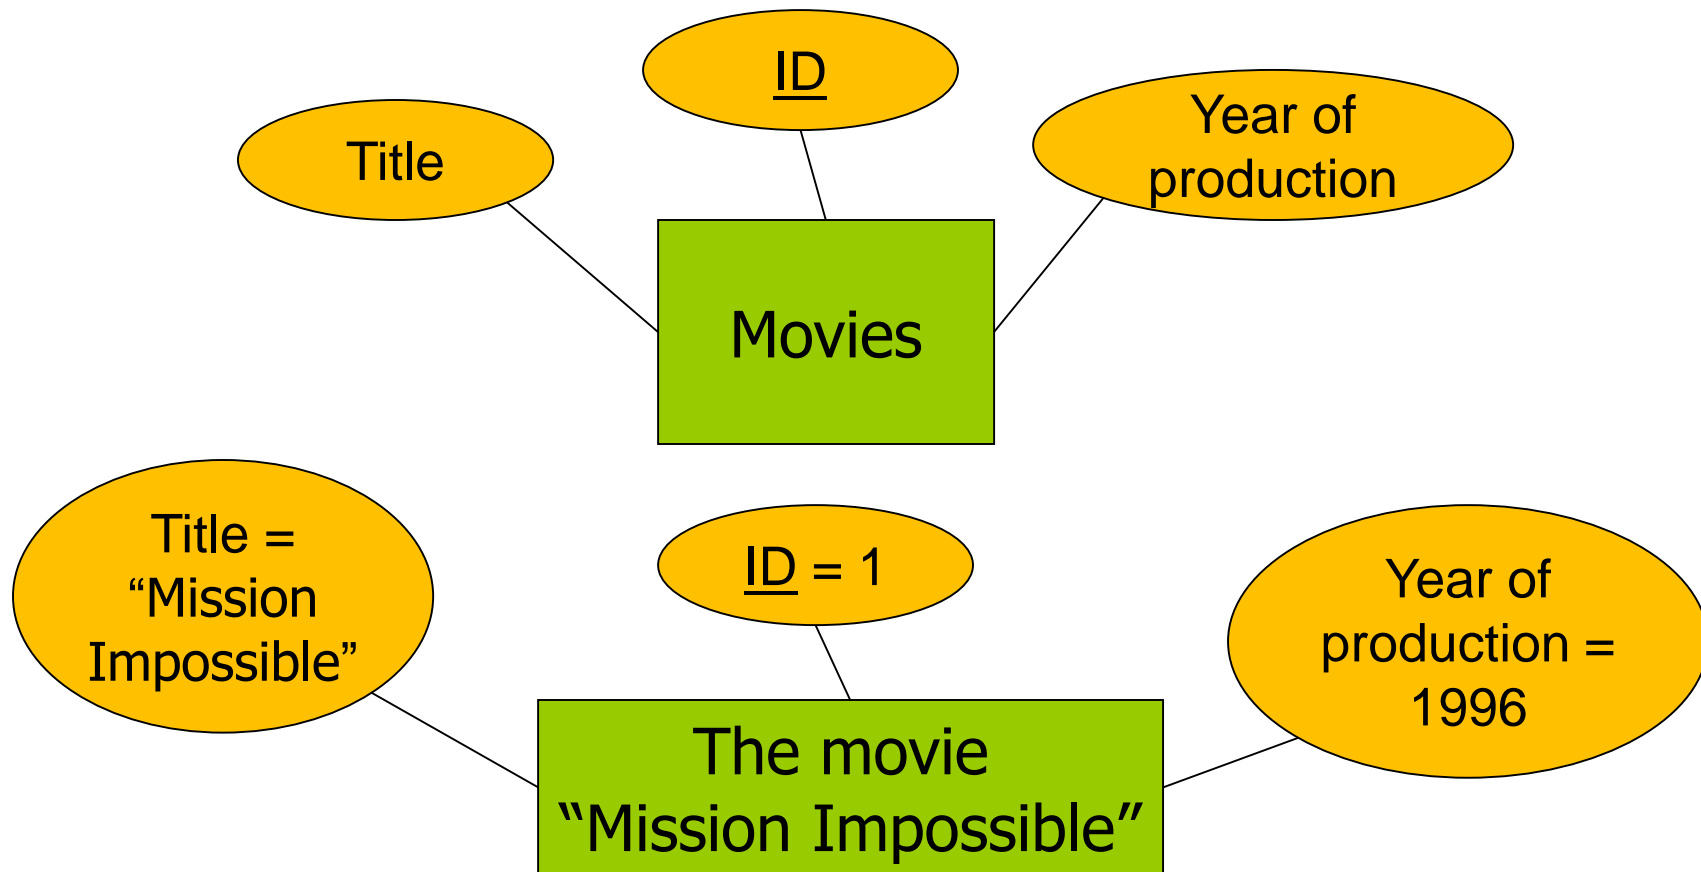 ID
Title
Year of
production
Movies
Title =
“Mission
Impossible”
ID = 1
Year of
production =
1996
The movie
“Mission Impossible”